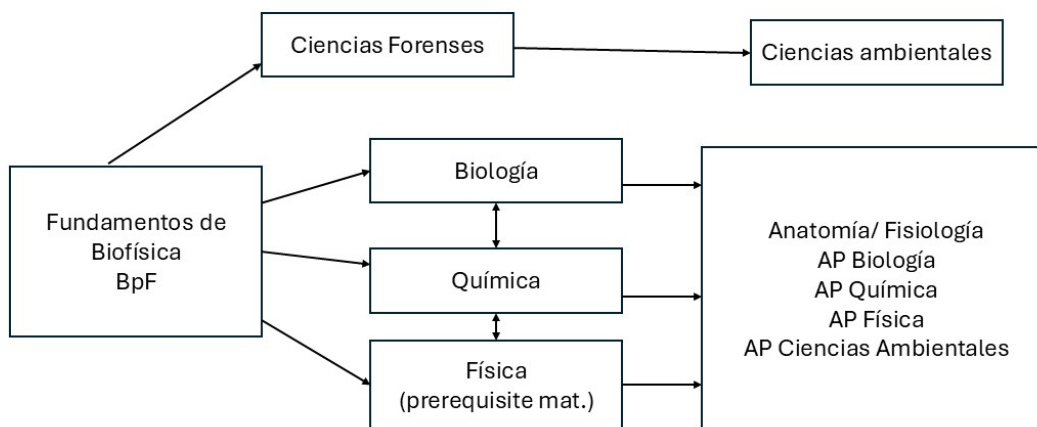 Ciencias Forenses
Ciencias ambientales
Fundamentos de
Biofísica
BpF
Biología
Química
Física
(prerequisite mat.)
Anatomía/ Fisiología
AP Biología
AP Química
AP Física
AP Ciencias Ambientales